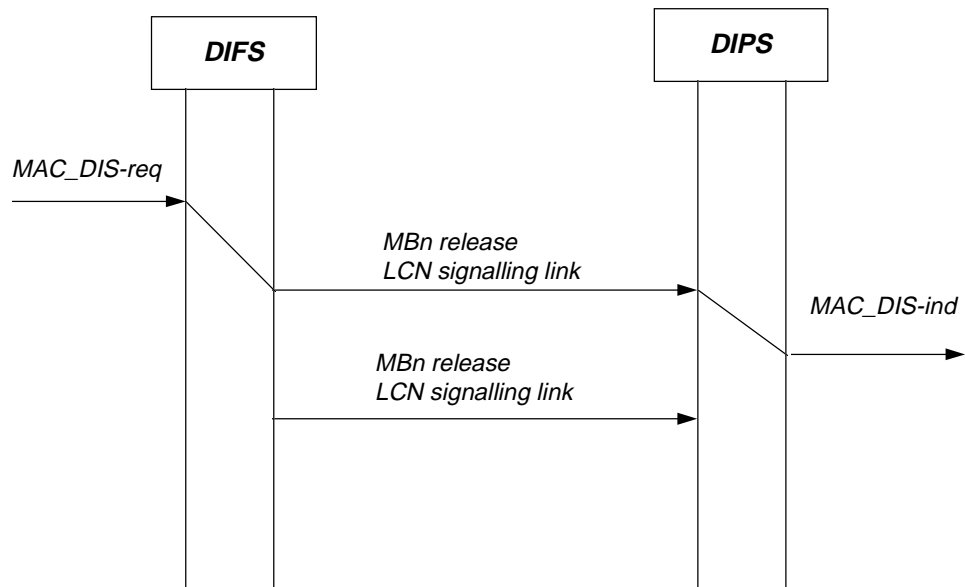 DIFS
DIPS
MAC_DIS-req
MBn release
LCN signalling link
MAC_DIS-ind
MBn release
LCN signalling link